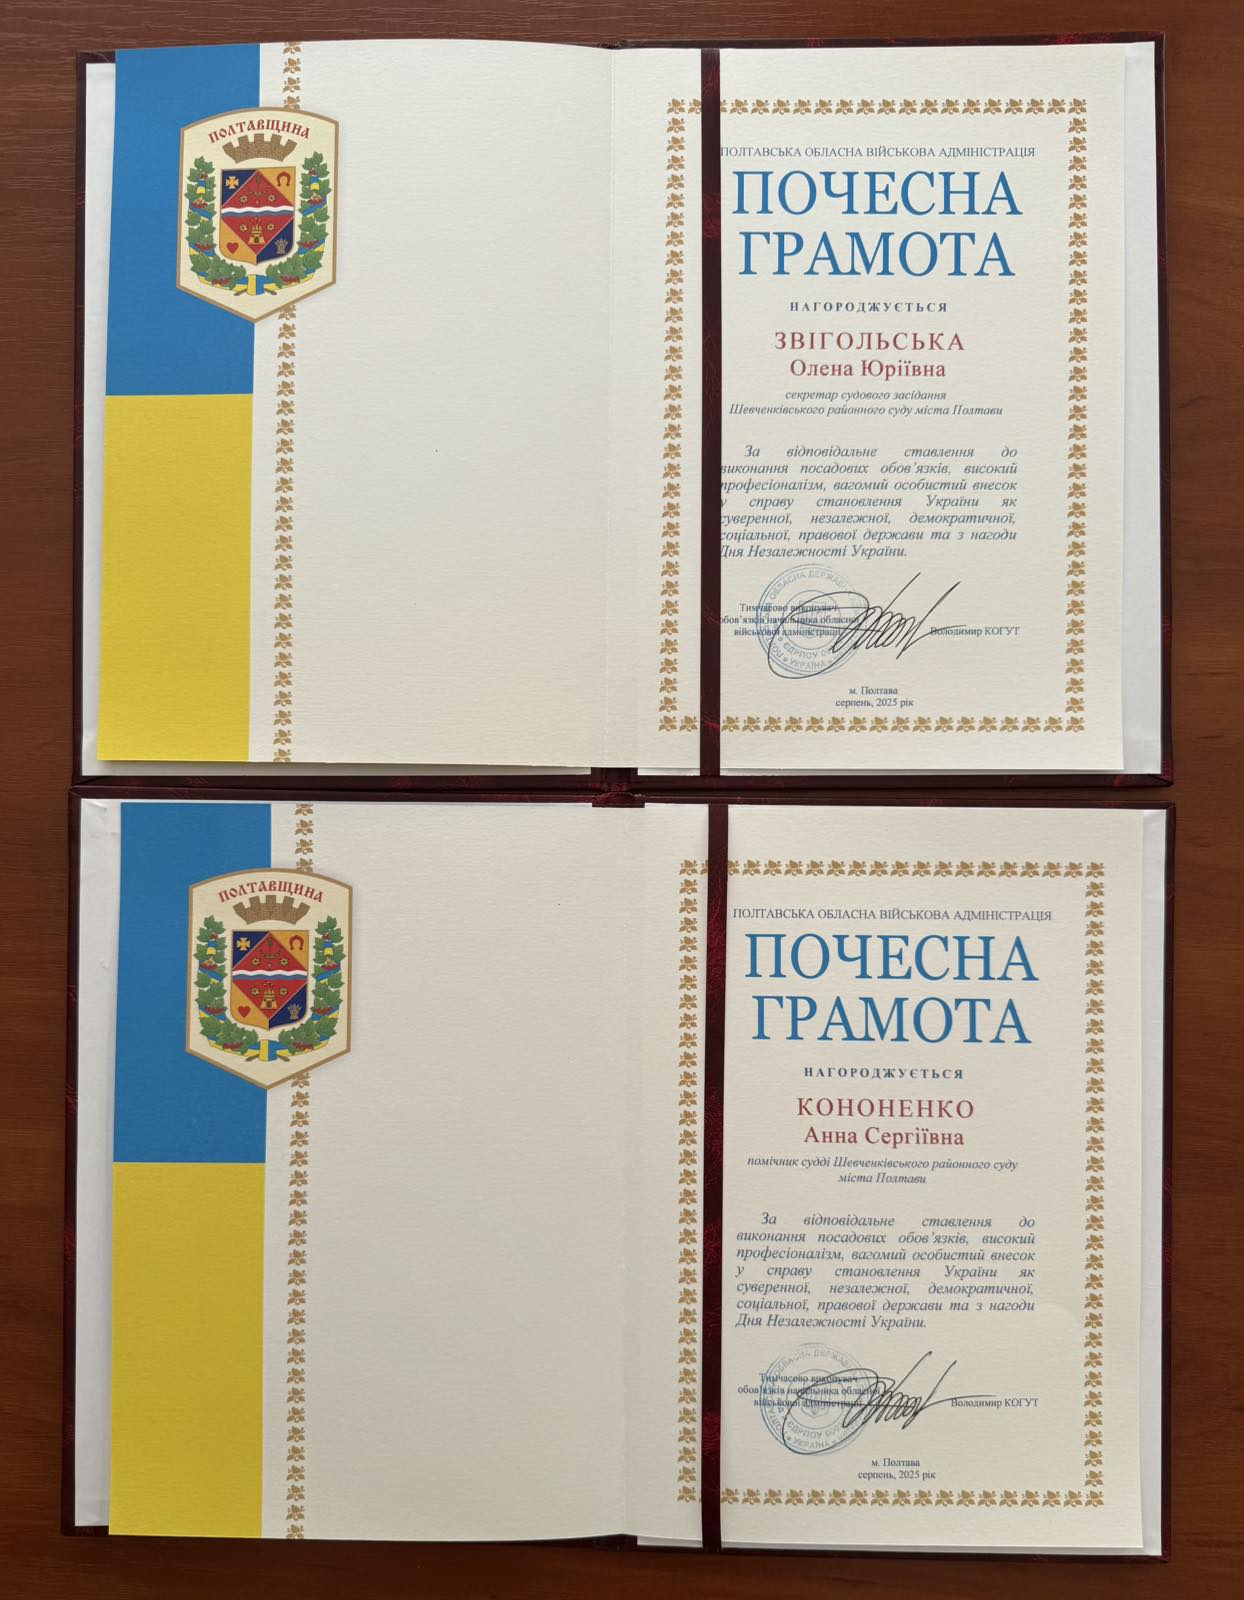 ПОЛТАВЩИНА
ПОЛТАВСЬКА ОБЛАСНА ВІЙСЬКОВА АДМІНІСТРАЦІЯ
ПОЧЕСНА
ГРАМОТА
НАГОРОДЖУЄТЬСЯ
ЗВІГОЛЬСЬКА
Олена Юріївна
секретар судового засідання
Шевченківського районного суду міста Полтави
За відповідальне ставлення до
виконання посадових обов'язків, високий
професіоналізм, вагомий особистий внесок
у справу становлення України як
суверенної, незалежної, демократичної,
соціальної, правової держави та з нагоди
Дня Незалежності України.
Тимчасово виконувач
обов'язків начальника обласної
військової адміністрації
Володимир КОГУТ
м. Полтава
серпень, 2025 рік
ПОЛТАВЩИНА
ПОЛТАВСЬКА ОБЛАСНА ВІЙСЬКОВА АДМІНІСТРАЦІЯ
ПОЧЕСНА
ГРАМОТА
НАГОРОДЖУЄТЬСЯ
КОНОНЕНКО
Анна Сергіївна
помічник судді Шевченківського районного суду
міста Полтави
За відповідальне ставлення до
виконання посадових обов'язків, високий
професіоналізм, вагомий особистий внесок
у справу становлення України як
суверенної, незалежної, демократичної,
соціальної, правової держави та з нагоди
Дня Незалежності України.
Тимчасово виконувач
обов'язків начальника обласної
військової адміністрації
Володимир КОГУТ
м. Полтава
серпень, 2025 рік